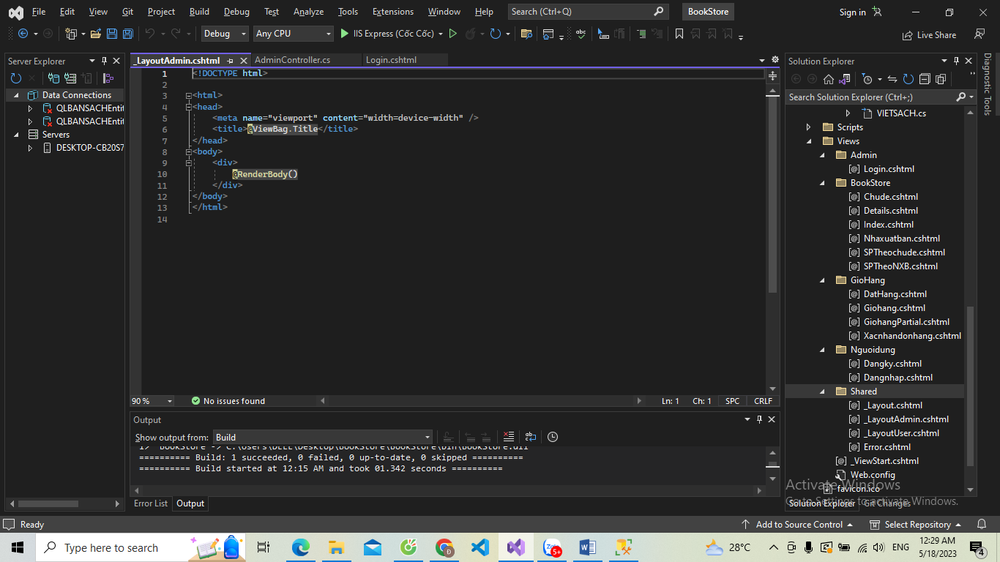 File Edit View Git Project Build Debug Test Analyze Tools Extensions Window Help Search (Ctrl+Q) BookStore Sign in
Debug Any CPU IIS Express (Cốc Cốc) Live Share
Server Explorer
Data Connections
QLBANSACHEntit
QLBANSACHEntit
Servers
DESKTOP-CB20S7
_LayoutAdmin.cshtml AdminController.cs Login.cshtml
1 <!DOCTYPE html>
2
3 <html>
4 <head>
5 <meta name="viewport" content="width=device-width" />
6 <title>@ViewBag.Title</title>
7 </head>
8 <body>
9 <div>
10 @RenderBody()
11 </div>
12 </body>
13 </html>
14
90 % No issues found Ln: 1 Ch: 1 SPC CRLF
Output
Show output from: Build
1> BookStore -> C:\Users\DELL\Desktop\BookStore\BookStore\bin\BookStore.dll
========== Build: 1 succeeded, 0 failed, 0 up-to-date, 0 skipped ==========
========== Build started at 12:15 AM and took 01.342 seconds ==========
Error List Output
Solution Explorer
Search Solution Explorer (Ctrl+;)
VIETSACH.cs
Scripts
Views
Admin
Login.cshtml
BookStore
Chude.cshtml
Details.cshtml
Index.cshtml
Nhaxuatban.cshtml
SPTheochude.cshtml
SPTheoNXB.cshtml
GioHang
DatHang.cshtml
Giohang.cshtml
GiohangPartial.cshtml
Xacnhandonhang.cshtml
Nguoidung
Dangky.cshtml
Dangnhap.cshtml
Shared
_Layout.cshtml
_LayoutAdmin.cshtml
_LayoutUser.cshtml
Error.cshtml
_ViewStart.cshtml
Web.config
favicon.ico
Solution Explorer Git Changes
Activate Windows
Go to Settings to activate Windows.
Diagnostic Tools
Ready Add to Source Control Select Repository
Type here to search 5+ 28°C ENG 12:29 AM
5/18/2023 4